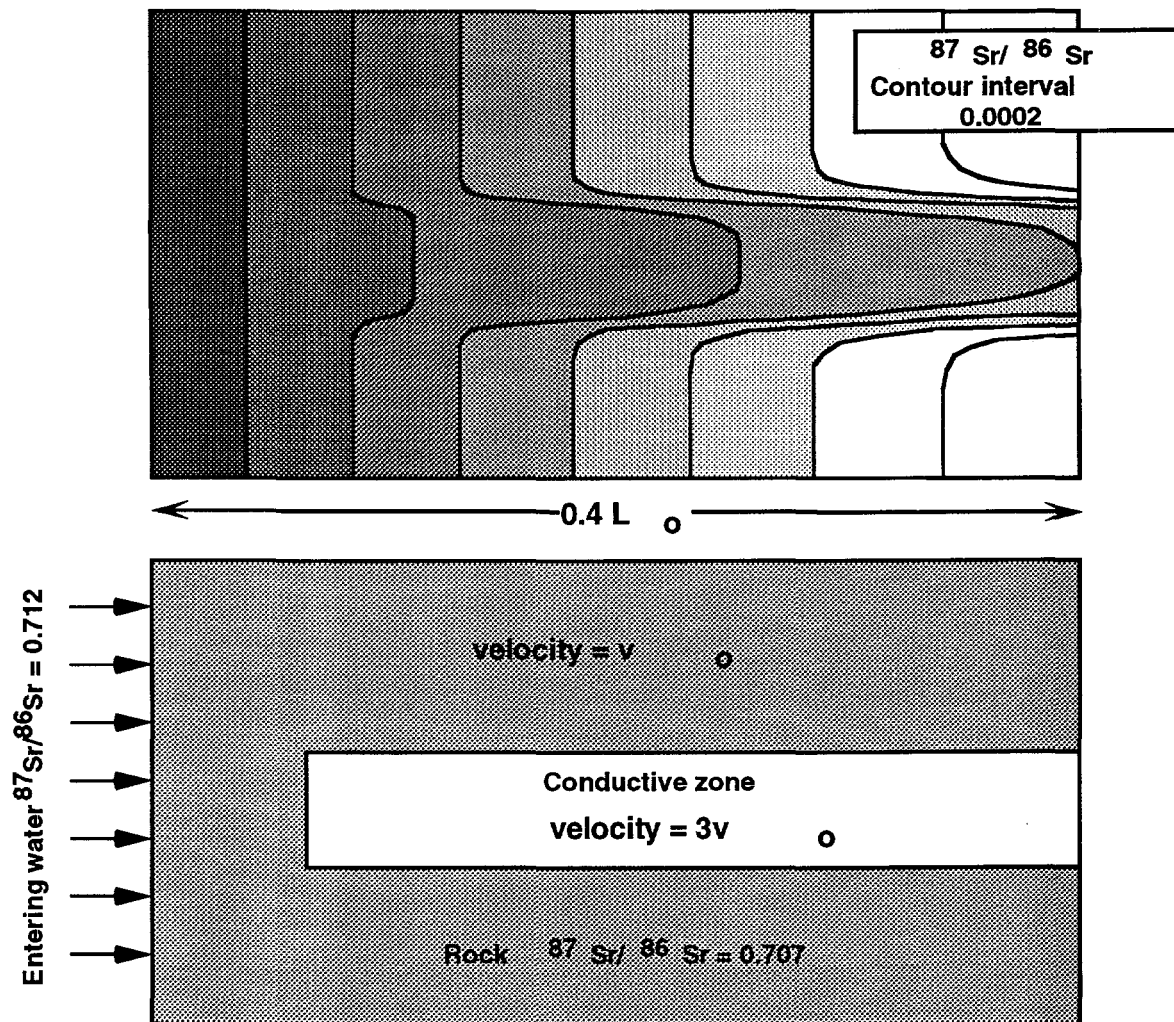 87 Sr/ 86 Sr
Contour interval
0.0002
0.4 L o
Entering water 87Sr/86Sr = 0.712
velocity = v o
Conductive zone
velocity = 3v o
Rock 87 Sr/ 86 Sr = 0.707